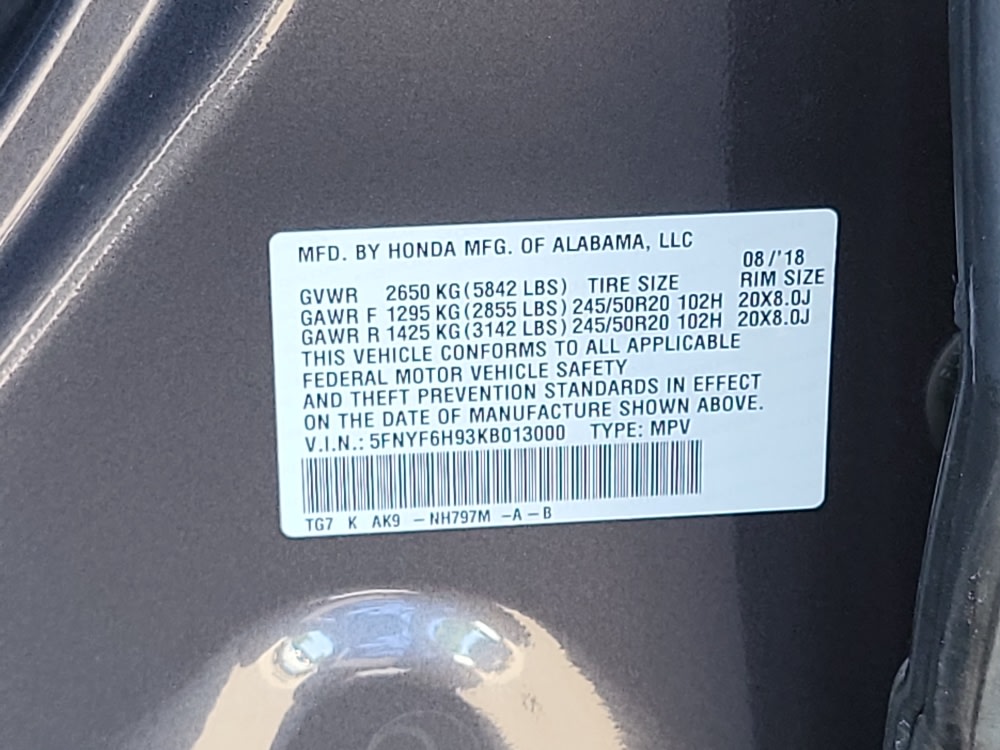 MFD. BY HONDA MFG. OF ALABAMA, LLC
08/'18
GVWR 2650 KG(5842 LBS) TIRE SIZE RIM SIZE
GAWR F 1295 KG(2855 LBS) 245/50R20 102H 20X8.0J
GAWR R 1425 KG(3142 LBS) 245/50R20 102H 20X8.0J
THIS VEHICLE CONFORMS TO ALL APPLICABLE
FEDERAL MOTOR VEHICLE SAFETY
AND THEFT PREVENTION STANDARDS IN EFFECT
ON THE DATE OF MANUFACTURE SHOWN ABOVE.
V.I.N.: 5FNYF6H93KB013000 TYPE: MPV
TG7 K AK9 -NH797M -A-B